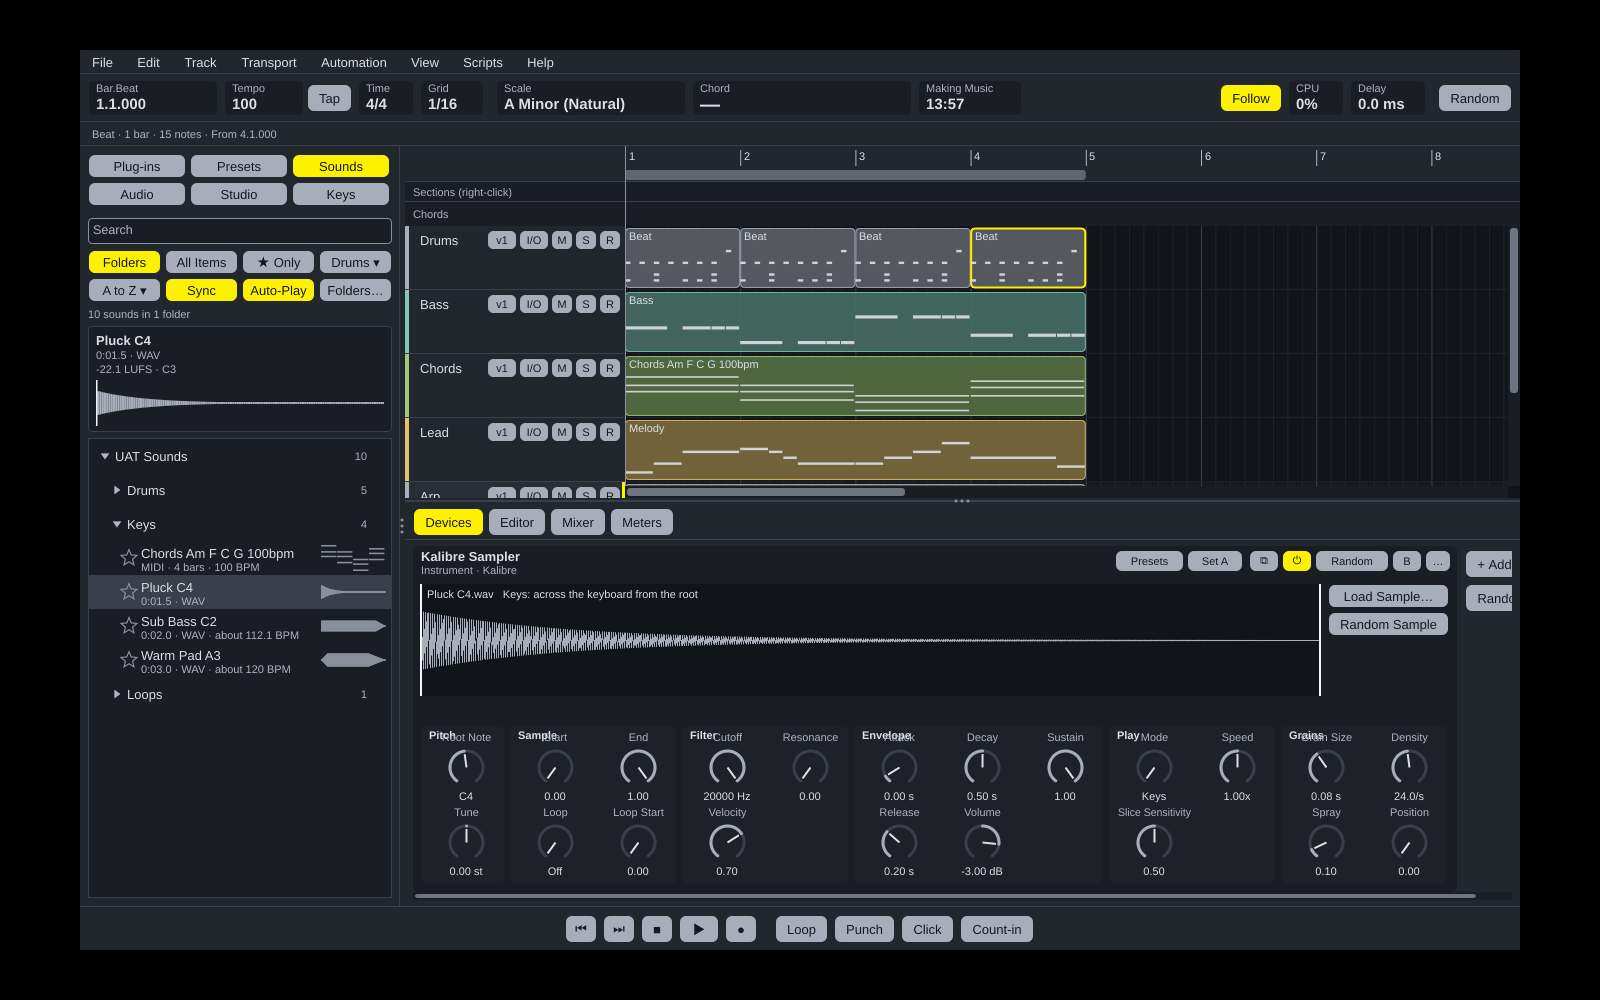 File Edit Track Transport Automation View Scripts Help
Bar.Beat Tempo Time Grid Scale Chord Making Music CPU Delay
1.1.000 100 Tap 4/4 1/16 A Minor (Natural) — 13:57 Follow 0% 0.0 ms Random
Beat · 1 bar · 15 notes · From 4.1.000
Plug-ins Presets Sounds
Audio Studio Keys
Search
Folders All Items ★ Only Drums ▾
A to Z ▾ Sync Auto-Play Folders…
10 sounds in 1 folder
Pluck C4
0:01.5 · WAV
-22.1 LUFS · C3
UAT Sounds 10
Drums 5
Keys 4
Chords Am F C G 100bpm
MIDI · 4 bars · 100 BPM
Pluck C4
0:01.5 · WAV
Sub Bass C2
0:02.0 · WAV · about 112.1 BPM
Warm Pad A3
0:03.0 · WAV · about 120 BPM
Loops 1
1 2 3 4 5 6 7 8
Sections (right-click)
Chords
Drums v1 I/O M S R Beat Beat Beat Beat
Bass v1 I/O M S R Bass
Chords v1 I/O M S R Chords Am F C G 100bpm
Lead v1 I/O M S R Melody
Arp v1 I/O M S R
Devices Editor Mixer Meters
Kalibre Sampler
Instrument · Kalibre
Presets Set A Random B … + Add
Pluck C4.wav Keys: across the keyboard from the root
Load Sample…
Random Sample
Rando
Pitch Root Note Sample Start End Filter Cutoff Resonance Envelope Attack Decay Sustain Play Mode Speed Grains Grain Size Density
C4 0.00 1.00 20000 Hz 0.00 0.00 s 0.50 s 1.00 Keys 1.00x 0.08 s 24.0/s
Tune Loop Loop Start Velocity Release Volume Slice Sensitivity Spray Position
0.00 st Off 0.00 0.70 0.20 s -3.00 dB 0.50 0.10 0.00
Loop Punch Click Count-in